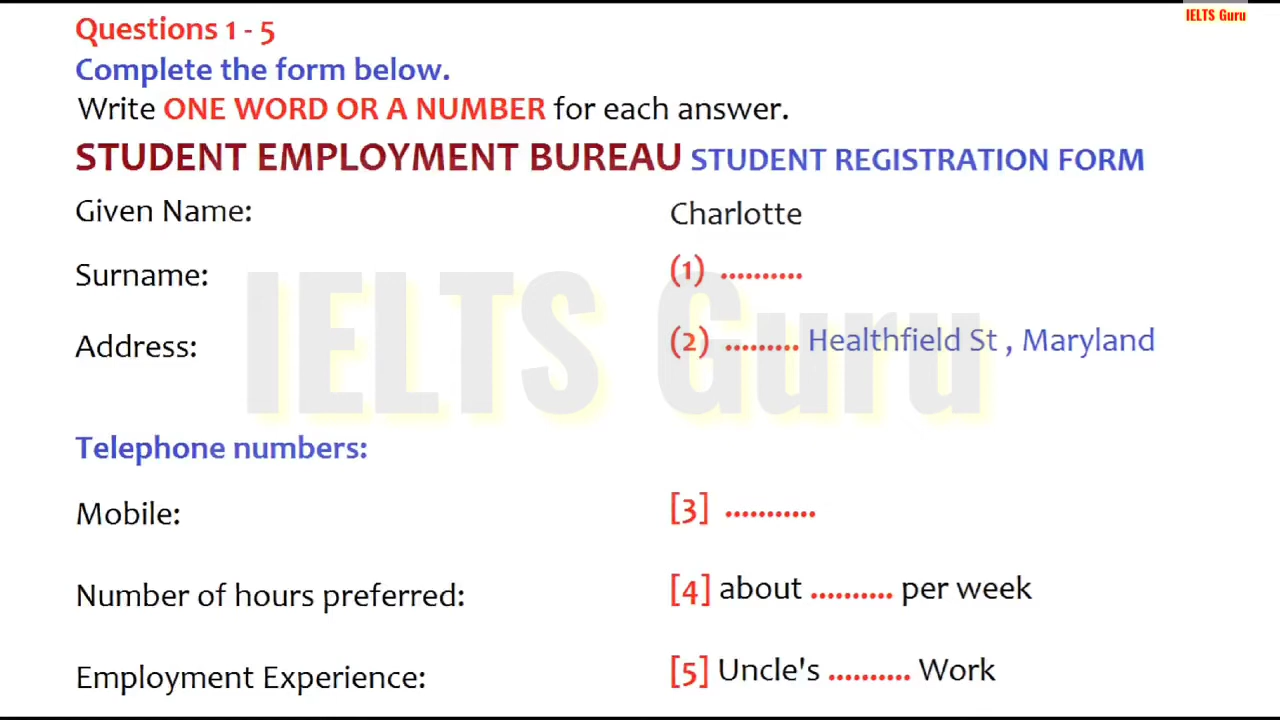 IELTS Guru
Questions 1 - 5
Complete the form below.
Write ONE WORD OR A NUMBER for each answer.
STUDENT EMPLOYMENT BUREAU STUDENT REGISTRATION FORM
Given Name: Charlotte
Surname: (1) ..........
Address: (2) ......... Healthfield St , Maryland
IELTS Guru
Telephone numbers:
Mobile: [3] ...........
Number of hours preferred: [4] about .......... per week
Employment Experience: [5] Uncle's .......... Work